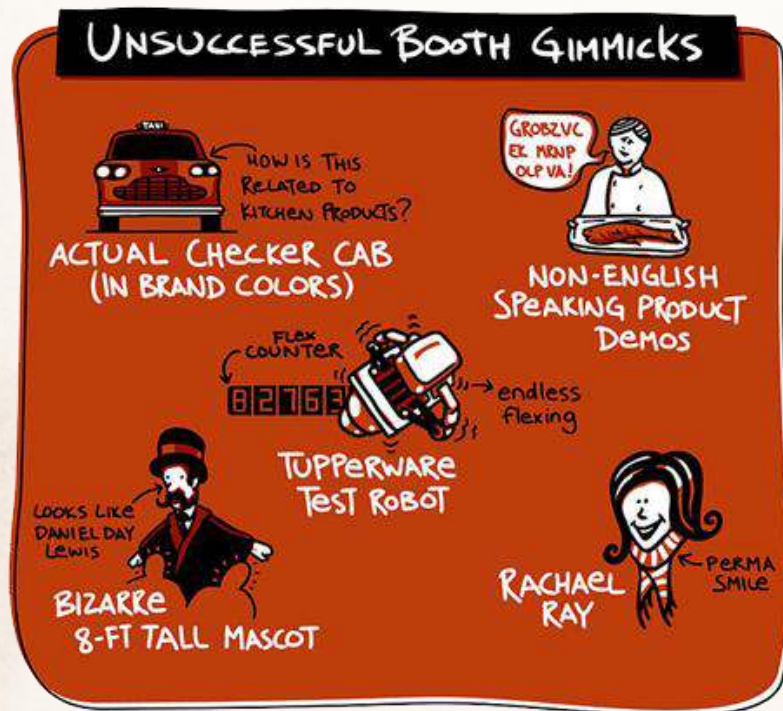 UNSUCCESSFUL BOOTH GIMMICKS
TAXI
HOW IS THIS
RELATED TO
KITCHEN PRODUCTS?
ACTUAL CHECKER CAB
(IN BRAND COLORS)
GROBZVC
EK MRNP
OLP VA!
NON-ENGLISH
SPEAKING PRODUCT
DEMOS
FLEX
COUNTER
82763
endless
flexing
TUPPERWARE
TEST ROBOT
LOOKS LIKE
DANIEL DAY
LEWIS
BIZARRE
8-FT TALL MASCOT
RACHAEL
RAY
PERMA
SMILE